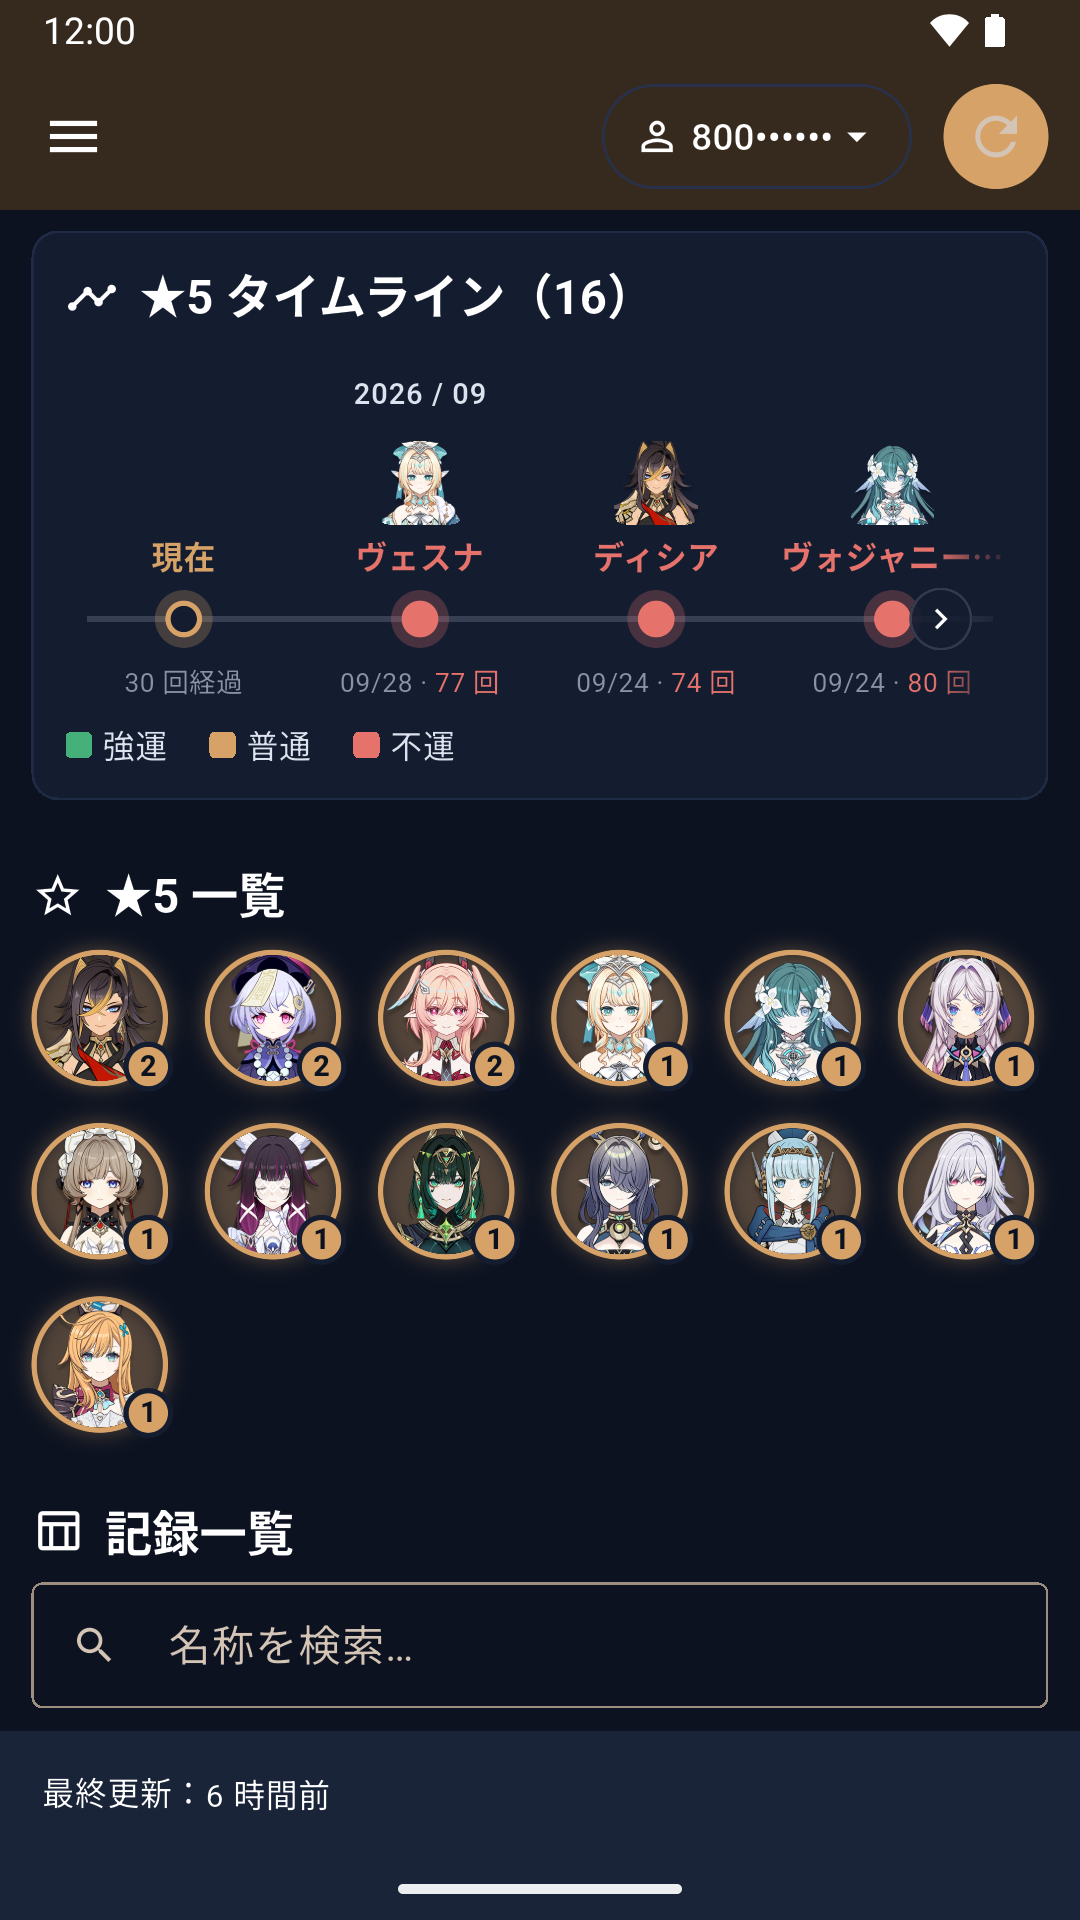 12:00
800••••••
★5 タイムライン（16）
2026 / 09
現在
ヴェスナ
ディシア
ヴォジャニー…
30 回経過
09/28 · 77 回
09/24 · 74 回
09/24 · 80 回
強運
普通
不運
★5 一覧
2
2
2
1
1
1
1
1
1
1
1
1
1
記録一覧
名称を検索...
最終更新：6 時間前